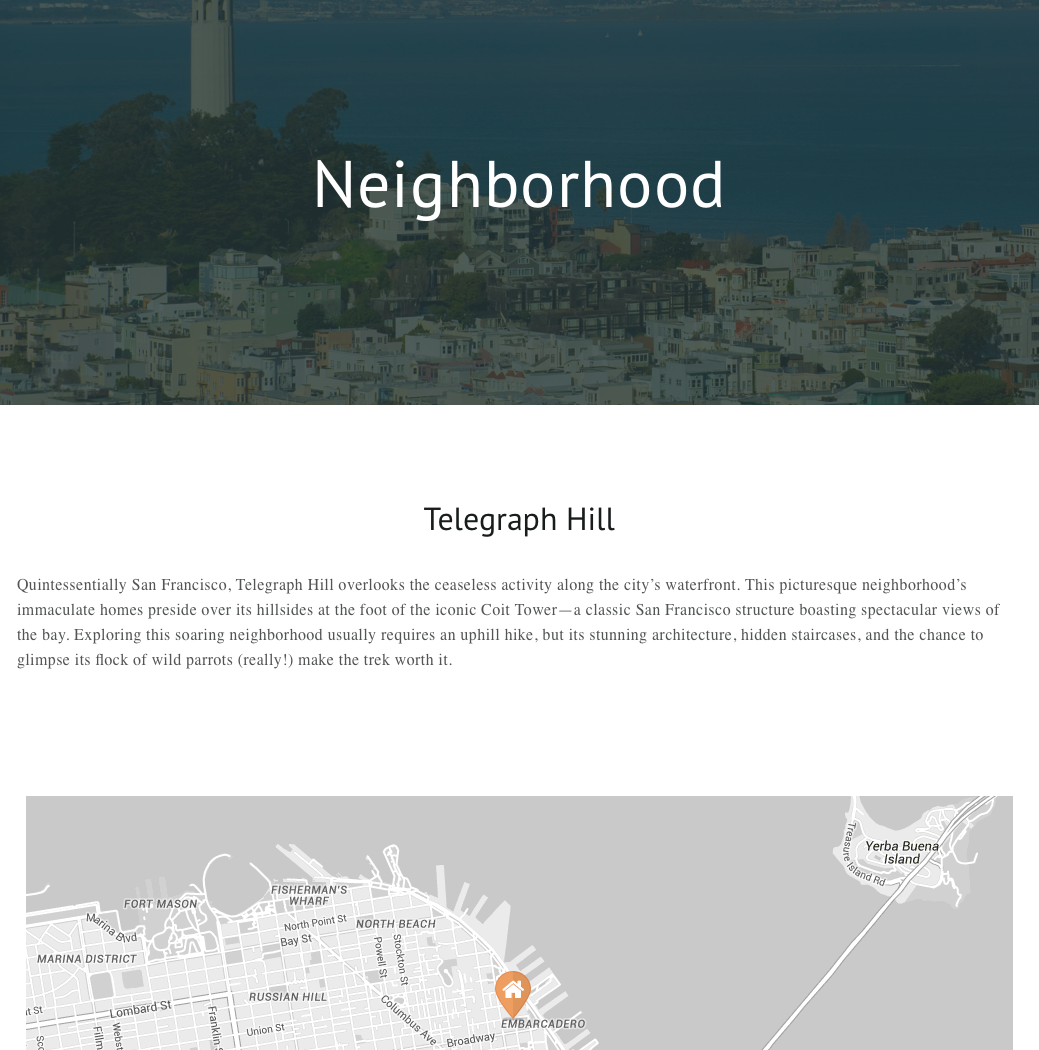 Neighborhood
Telegraph Hill
Quintessentially San Francisco, Telegraph Hill overlooks the ceaseless activity along the city’s waterfront. This picturesque neighborhood’s
immaculate homes preside over its hillsides at the foot of the iconic Coit Tower—a classic San Francisco structure boasting spectacular views of
the bay. Exploring this soaring neighborhood usually requires an uphill hike, but its stunning architecture, hidden staircases, and the chance to
glimpse its flock of wild parrots (really!) make the trek worth it.
Treasure Island Rd
Yerba Buena
Island
FISHERMAN'S
WHARF
FORT MASON
Marina Blvd
North Point St
NORTH BEACH
Bay St
Powell St
Stockton St
MARINA DISTRICT
RUSSIAN HILL
Lombard St
Columbus Ave
EMBARCADERO
Union St
Broadway